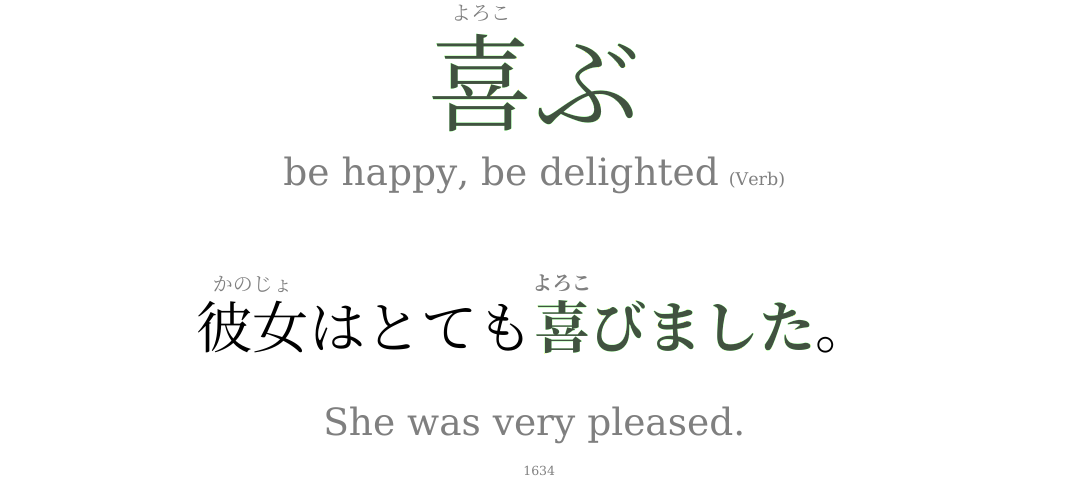 よろこ
喜ぶ
be happy, be delighted (Verb)
かのじょ よろこ
彼女はとても喜びました。
She was very pleased.
1634